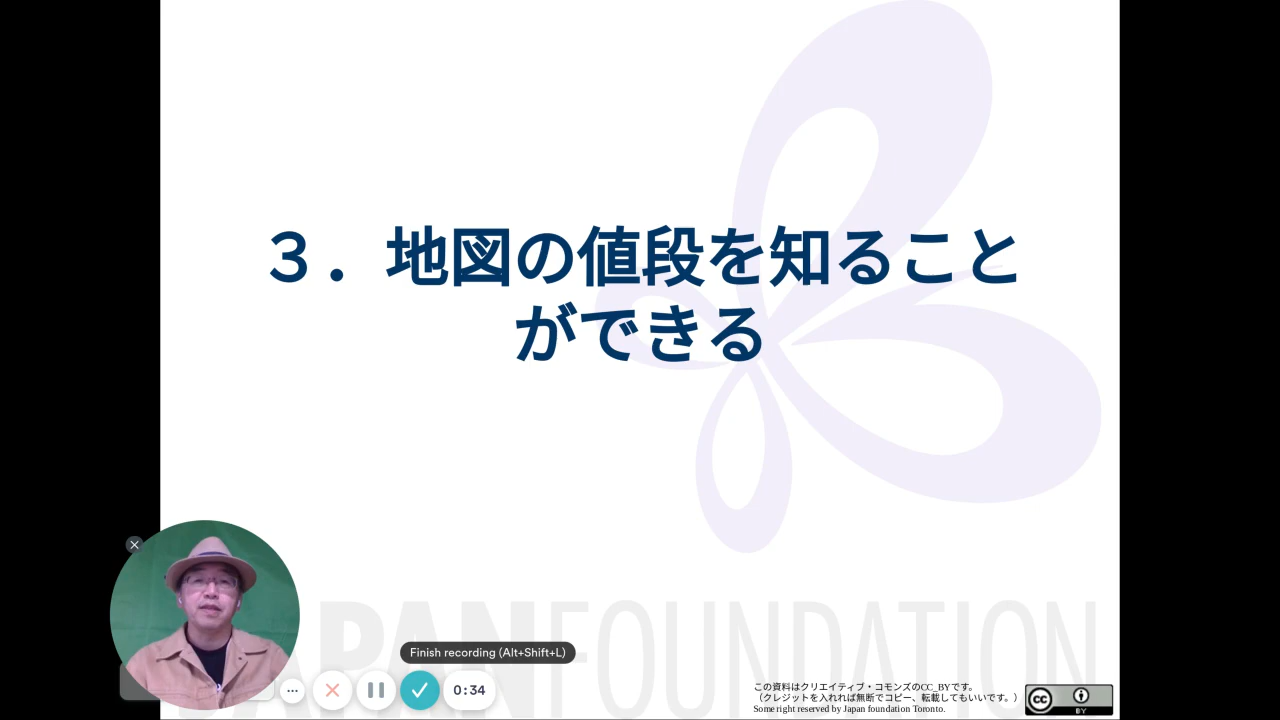 ３．地図の値段を知ること
ができる
JAPANFOUNDATION
Finish recording (Alt+Shift+L)
0:34
この資料はクリエイティブ・コモンズのCC_BYです。
（クレジットを入れれば無断でコピー、転載してもいいです。）
Some right reserved by Japan foundation Toronto.
cc
BY